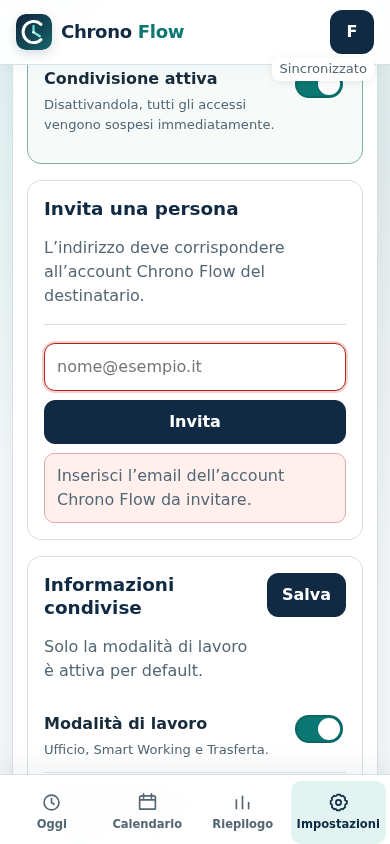 Chrono Flow
F
Sincronizzato
Condivisione attiva
Disattivandola, tutti gli accessi
vengono sospesi immediatamente.
Invita una persona
L’indirizzo deve corrispondere
all’account Chrono Flow del
destinatario.
nome@esempio.it
Invita
Inserisci l’email dell’account
Chrono Flow da invitare.
Informazioni
condivise
Salva
Solo la modalità di lavoro
è attiva per default.
Modalità di lavoro
Ufficio, Smart Working e Trasferta.
Oggi
Calendario
Riepilogo
Impostazioni